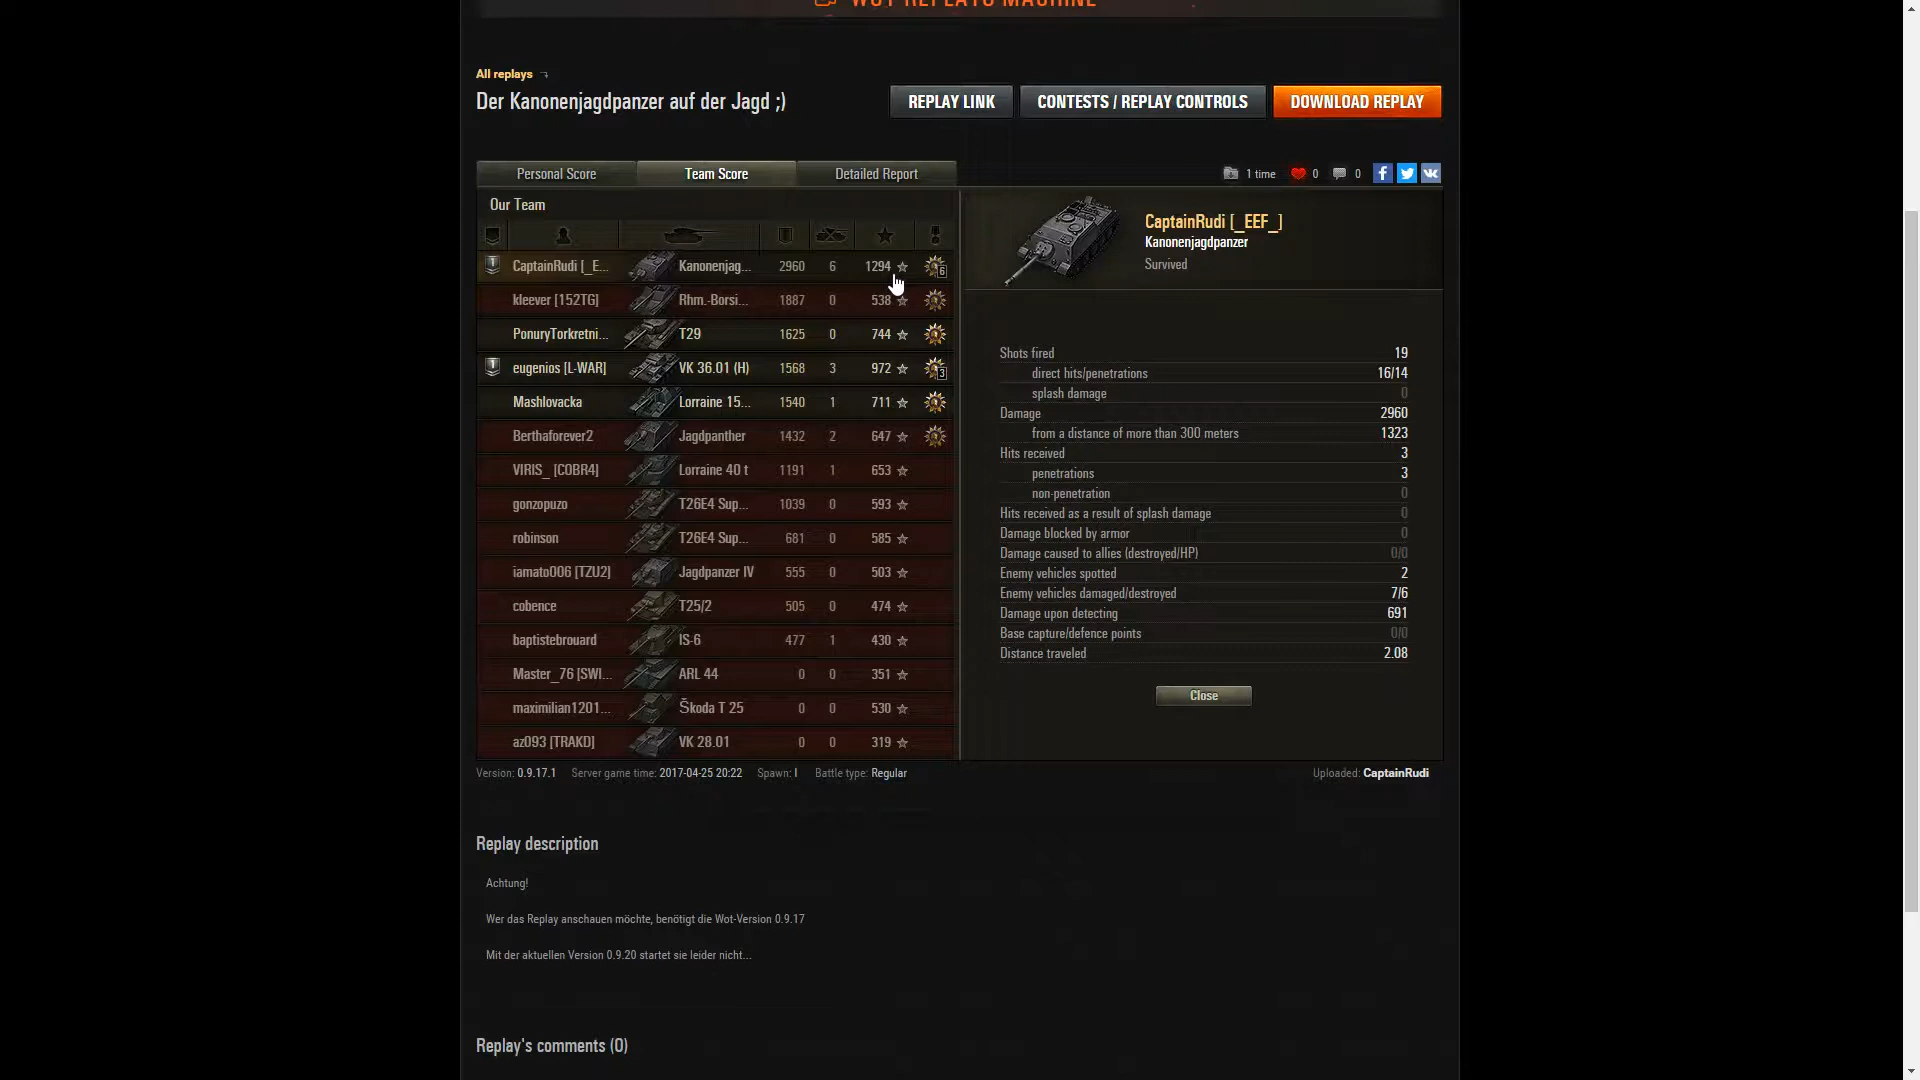 WOT REPLAYS MACHINE
All replays
Der Kanonenjagdpanzer auf der Jagd ;)
REPLAY LINK
CONTESTS / REPLAY CONTROLS
DOWNLOAD REPLAY
Personal Score
Team Score
Detailed Report
1 time
0
0
Our Team
CaptainRudi [_E... Kanonenjag... 2960 6 1294 6
kleever [152TG] Rhm.-Borsi... 1887 0 538
PonuryTorkretni... T29 1625 0 744
eugenios [L-WAR] VK 36.01 (H) 1568 3 972 3
Mashlovacka Lorraine 15... 1540 1 711
Berthaforever2 Jagdpanther 1432 2 647
VIRIS_ [COBR4] Lorraine 40 t 1191 1 653
gonzopuzo T26E4 Sup... 1039 0 593
robinson T26E4 Sup... 681 0 585
iamato006 [TZU2] Jagdpanzer IV 555 0 503
cobence T25/2 505 0 474
baptistebrouard IS-6 477 1 430
Master_76 [SWI... ARL 44 0 0 351
maximilian1201... Škoda T 25 0 0 530
az093 [TRAKD] VK 28.01 0 0 319
CaptainRudi [_EEF_]
Kanonenjagdpanzer
Survived
Shots fired 19
direct hits/penetrations 16/14
splash damage 0
Damage 2960
from a distance of more than 300 meters 1323
Hits received 3
penetrations 3
non-penetration 0
Hits received as a result of splash damage 0
Damage blocked by armor 0
Damage caused to allies (destroyed/HP) 0/0
Enemy vehicles spotted 2
Enemy vehicles damaged/destroyed 7/6
Damage upon detecting 691
Base capture/defence points 0/0
Distance traveled 2.08
Close
Version: 0.9.17.1 Server game time: 2017-04-25 20:22 Spawn: I Battle type: Regular
Uploaded: CaptainRudi
Replay description
Achtung!
Wer das Replay anschauen möchte, benötigt die Wot-Version 0.9.17
Mit der aktuellen Version 0.9.20 startet sie leider nicht...
Replay's comments (0)